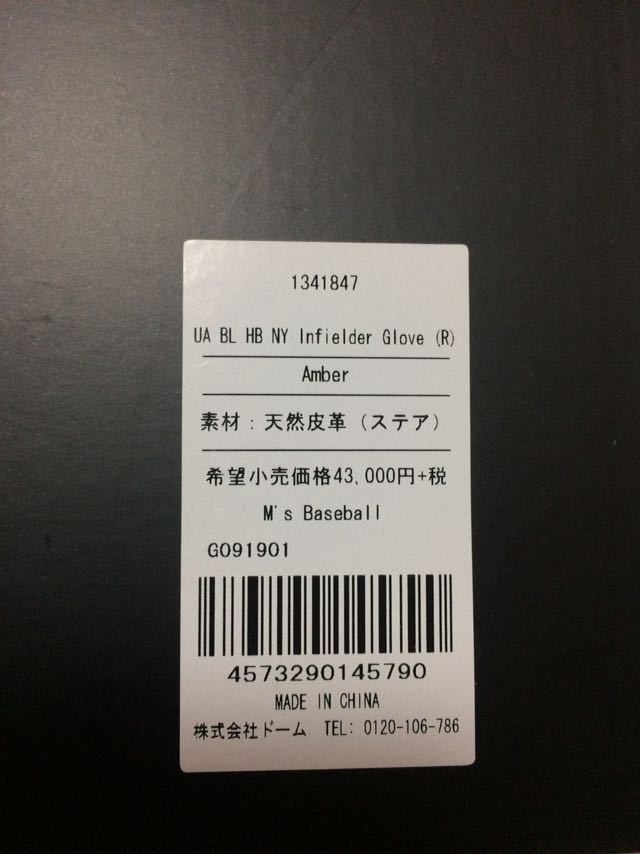 1341847
UA BL HB NY Infielder Glove (R)
Amber
素材：天然皮革（ステア）
希望小売価格43,000円+税
M's Baseball
G091901
4573290145790
MADE IN CHINA
株式会社ドーム TEL: 0120-106-786